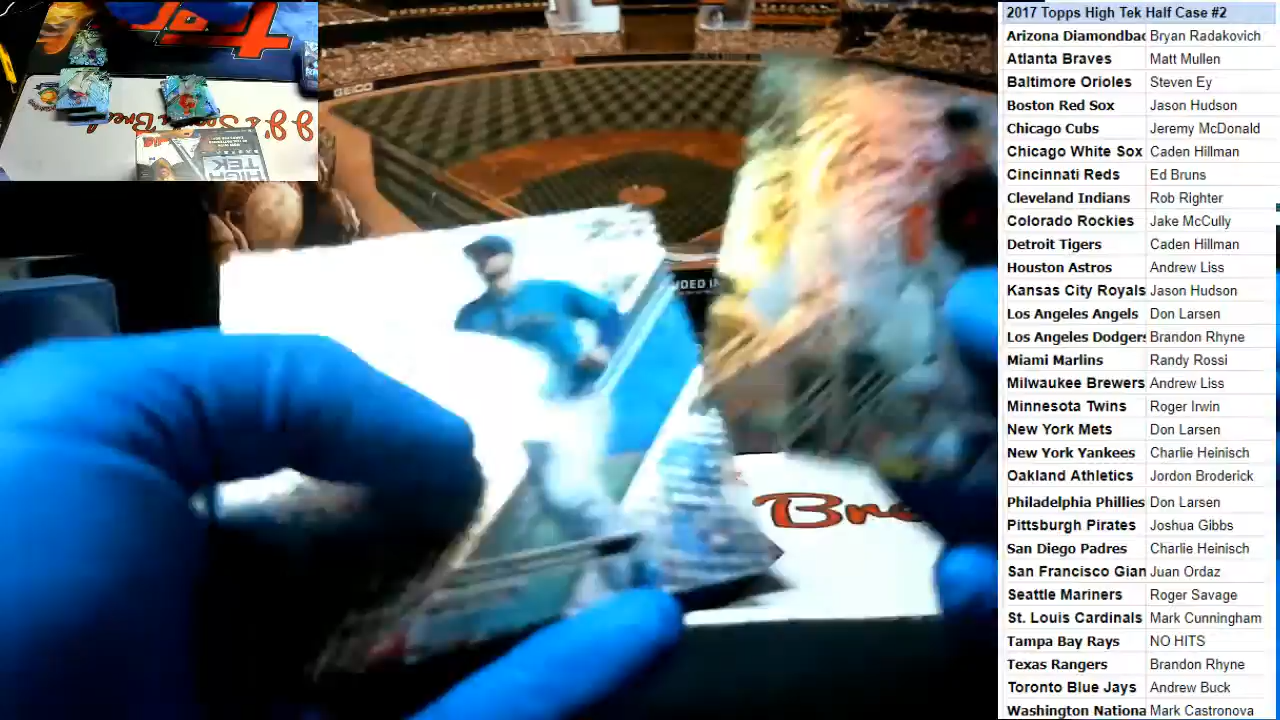 2017 Topps High Tek Half Case #2
Arizona Diamondbac Bryan Radakovich
Atlanta Braves Matt Mullen
Baltimore Orioles Steven Ey
Boston Red Sox Jason Hudson
Chicago Cubs Jeremy McDonald
Chicago White Sox Caden Hillman
Cincinnati Reds Ed Bruns
Cleveland Indians Rob Righter
Colorado Rockies Jake McCully
Detroit Tigers Caden Hillman
Houston Astros Andrew Liss
Kansas City Royals Jason Hudson
Los Angeles Angels Don Larsen
Los Angeles Dodgers Brandon Rhyne
Miami Marlins Randy Rossi
Milwaukee Brewers Andrew Liss
Minnesota Twins Roger Irwin
New York Mets Don Larsen
New York Yankees Charlie Heinisch
Oakland Athletics Jordon Broderick
Philadelphia Phillies Don Larsen
Pittsburgh Pirates Joshua Gibbs
San Diego Padres Charlie Heinisch
San Francisco Gian Juan Ordaz
Seattle Mariners Roger Savage
St. Louis Cardinals Mark Cunningham
Tampa Bay Rays NO HITS
Texas Rangers Brandon Rhyne
Toronto Blue Jays Andrew Buck
Washington Nationa Mark Castronova
GEICO
HIGH
TEK
Bre